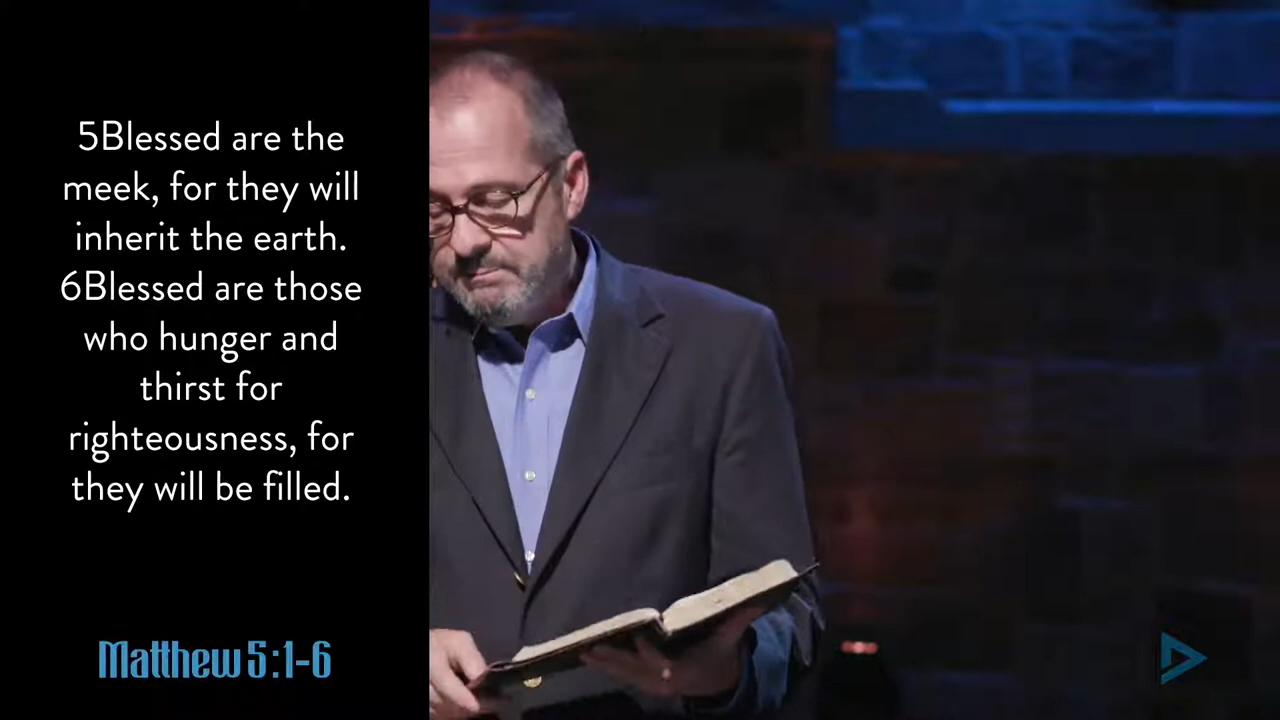 5Blessed are the
meek, for they will
inherit the earth.
6Blessed are those
who hunger and
thirst for
righteousness, for
they will be filled.
Matthew 5:1-6